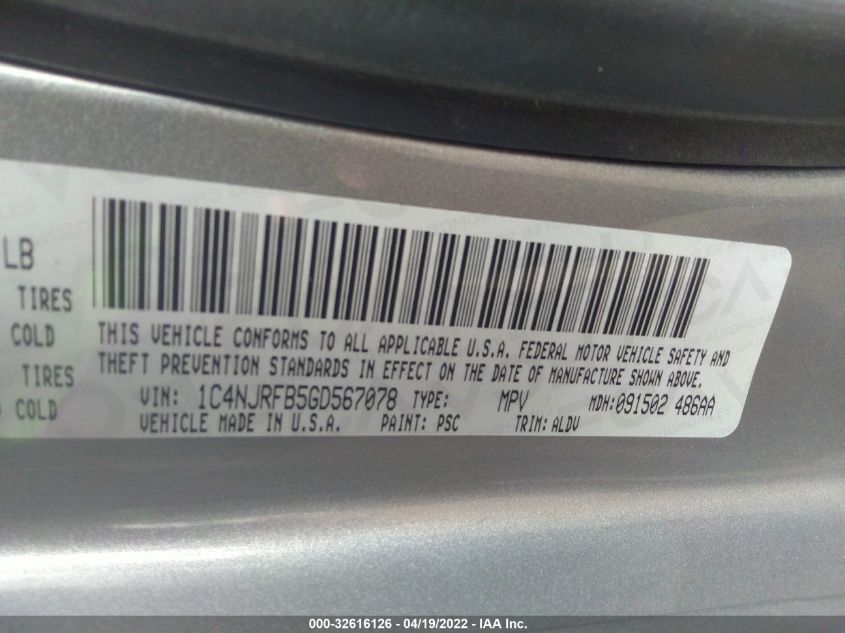 LB
TIRES
COLD
TIRES
COLD
THIS VEHICLE CONFORMS TO ALL APPLICABLE U.S.A. FEDERAL MOTOR VEHICLE SAFETY AND
THEFT PREVENTION STANDARDS IN EFFECT ON THE DATE OF MANUFACTURE SHOWN ABOVE.
VIN: 1C4NJRFB5GD567078 TYPE: MPV MDH:091502 486AA
VEHICLE MADE IN U.S.A. PAINT: PSC TRIM: ALDV
000-32616126 - 04/19/2022 - IAA Inc.